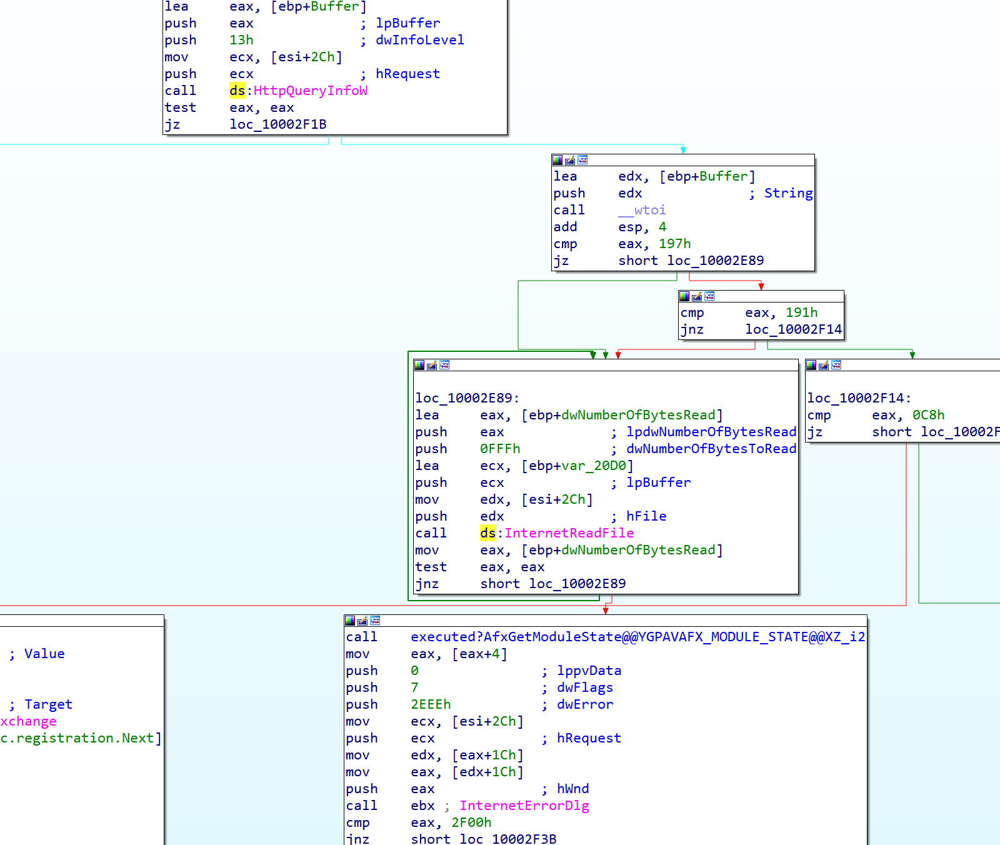 lea eax, [ebp+Buffer]
push eax ; lpBuffer
push 13h ; dwInfoLevel
mov ecx, [esi+2Ch]
push ecx ; hRequest
call ds:HttpQueryInfoW
test eax, eax
jz loc_10002F1B
lea edx, [ebp+Buffer]
push edx ; String
call __wtoi
add esp, 4
cmp eax, 197h
jz short loc_10002E89
cmp eax, 191h
jnz loc_10002F14
loc_10002E89:
lea eax, [ebp+dwNumberOfBytesRead]
push eax ; lpdwNumberOfBytesRead
push 0FFFh ; dwNumberOfBytesToRead
lea ecx, [ebp+var_20D0]
push ecx ; lpBuffer
mov edx, [esi+2Ch]
push edx ; hFile
call ds:InternetReadFile
mov eax, [ebp+dwNumberOfBytesRead]
test eax, eax
jnz short loc_10002E89
loc_10002F14:
cmp eax, 0C8h
jz short loc_10002F
; Value
; Target
xchange
c.registration.Next]
call executed?AfxGetModuleState@@YGPAVAFX_MODULE_STATE@@XZ_i2
mov eax, [eax+4]
push 0 ; lppvData
push 7 ; dwFlags
push 2EEEh ; dwError
mov ecx, [esi+2Ch]
push ecx ; hRequest
mov edx, [eax+1Ch]
mov eax, [edx+1Ch]
push eax ; hWnd
call ebx ; InternetErrorDlg
cmp eax, 2F00h
jnz short loc_10002F3B